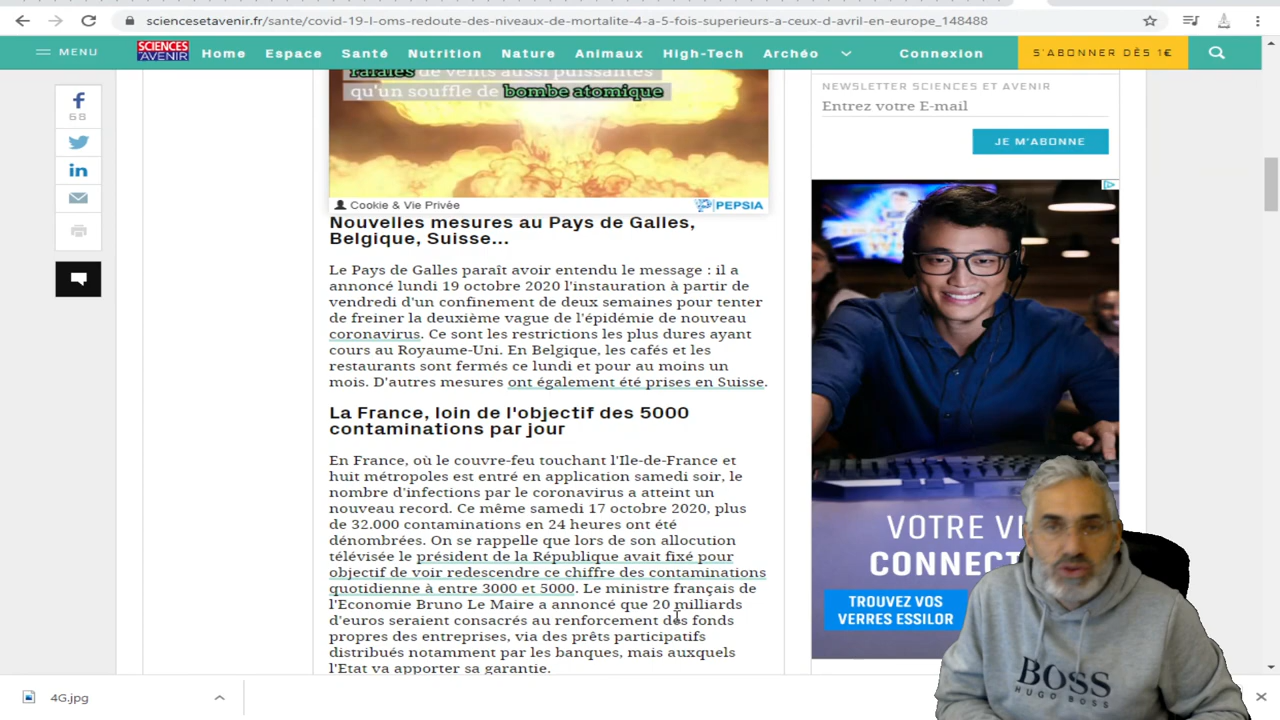 sciencesetavenir.fr/sante/covid-19-l-oms-redoute-des-niveaux-de-mortalite-4-a-5-fois-superieurs-a-ceux-d-avril-en-europe_148488
MENU
SCIENCES AVENIR
Home Espace Santé Nutrition Nature Animaux High-Tech Archéo Connexion
S'ABONNER DÈS 1€
68
rafales de vents aussi puissantes
qu'un souffle de bombe atomique
Cookie & Vie Privée
PEPSIA
Nouvelles mesures au Pays de Galles,
Belgique, Suisse...
Le Pays de Galles paraît avoir entendu le message : il a
annoncé lundi 19 octobre 2020 l'instauration à partir de
vendredi d'un confinement de deux semaines pour tenter
de freiner la deuxième vague de l'épidémie de nouveau
coronavirus. Ce sont les restrictions les plus dures ayant
cours au Royaume-Uni. En Belgique, les cafés et les
restaurants sont fermés ce lundi et pour au moins un
mois. D'autres mesures ont également été prises en Suisse.
La France, loin de l'objectif des 5000
contaminations par jour
En France, où le couvre-feu touchant l'Ile-de-France et
huit métropoles est entré en application samedi soir, le
nombre d'infections par le coronavirus a atteint un
nouveau record. Ce même samedi 17 octobre 2020, plus
de 32.000 contaminations en 24 heures ont été
dénombrées. On se rappelle que lors de son allocution
télévisée le président de la République avait fixé pour
objectif de voir redescendre ce chiffre des contaminations
quotidienne à entre 3000 et 5000. Le ministre français de
l'Economie Bruno Le Maire a annoncé que 20 milliards
d'euros seraient consacrés au renforcement des fonds
propres des entreprises, via des prêts participatifs
distribués notamment par les banques, mais auxquels
l'Etat va apporter sa garantie.
NEWSLETTER SCIENCES ET AVENIR
Entrez votre E-mail
JE M'ABONNE
VOTRE
CONNECT
TROUVEZ VOS
VERRES ESSILOR
BOSS
HUGO BOSS
4G.jpg